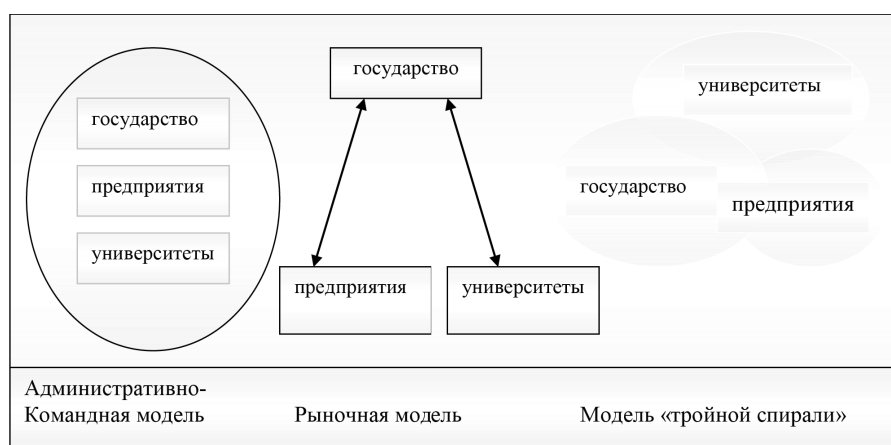 государство
предприятия
университеты
государство
предприятия
университеты
университеты
государство
предприятия
Административно-
Командная модель
Рыночная модель
Модель «тройной спирали»